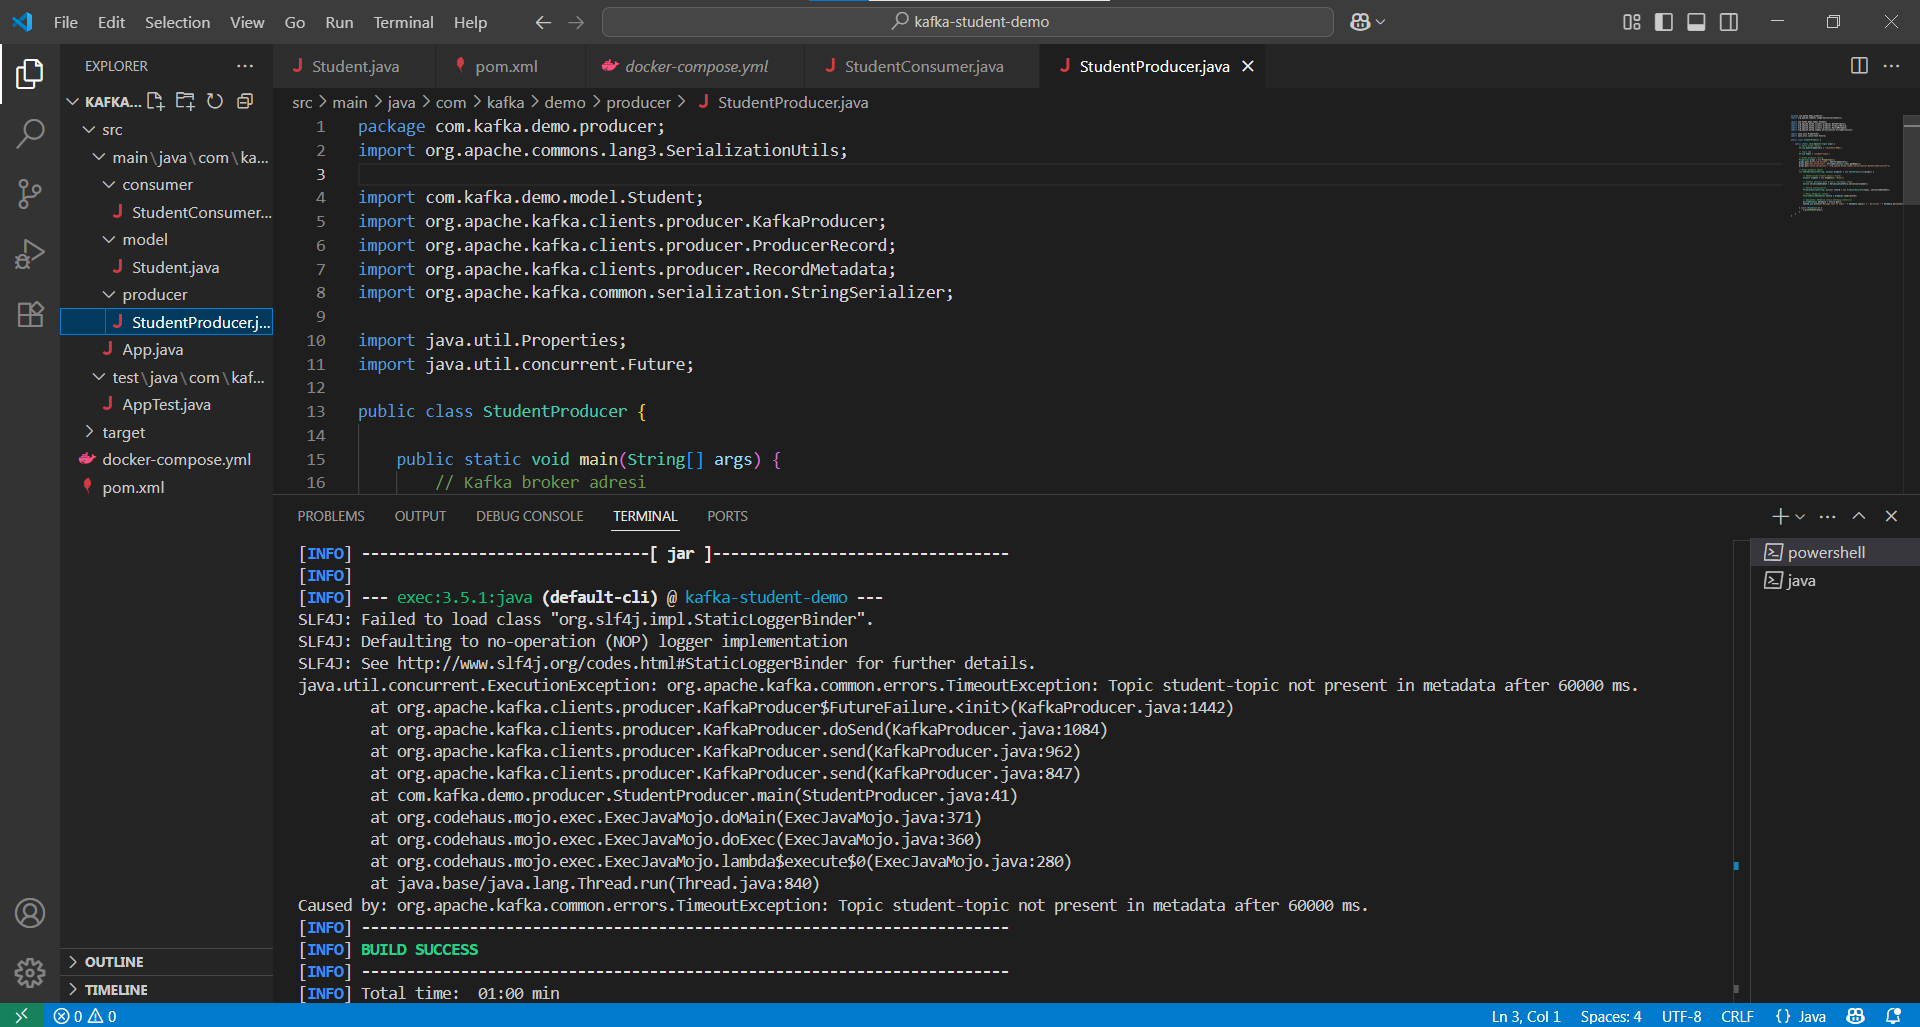 File Edit Selection View Go Run Terminal Help
kafka-student-demo
EXPLORER
KAFKA...
src
main\java\com\ka...
consumer
StudentConsumer...
model
Student.java
producer
StudentProducer.j...
App.java
test\java\com\kaf...
AppTest.java
target
docker-compose.yml
pom.xml
OUTLINE
TIMELINE
Student.java
pom.xml
docker-compose.yml
StudentConsumer.java
StudentProducer.java
src > main > java > com > kafka > demo > producer > StudentProducer.java
1 package com.kafka.demo.producer;
2 import org.apache.commons.lang3.SerializationUtils;
3
4 import com.kafka.demo.model.Student;
5 import org.apache.kafka.clients.producer.KafkaProducer;
6 import org.apache.kafka.clients.producer.ProducerRecord;
7 import org.apache.kafka.clients.producer.RecordMetadata;
8 import org.apache.kafka.common.serialization.StringSerializer;
9
10 import java.util.Properties;
11 import java.util.concurrent.Future;
12
13 public class StudentProducer {
14
15 public static void main(String[] args) {
16 // Kafka broker adresi
PROBLEMS OUTPUT DEBUG CONSOLE TERMINAL PORTS
[INFO] --------------------------------[ jar ]---------------------------------
[INFO]
[INFO] --- exec:3.5.1:java (default-cli) @ kafka-student-demo ---
SLF4J: Failed to load class "org.slf4j.impl.StaticLoggerBinder".
SLF4J: Defaulting to no-operation (NOP) logger implementation
SLF4J: See http://www.slf4j.org/codes.html#StaticLoggerBinder for further details.
java.util.concurrent.ExecutionException: org.apache.kafka.common.errors.TimeoutException: Topic student-topic not present in metadata after 60000 ms.
at org.apache.kafka.clients.producer.KafkaProducer$FutureFailure.<init>(KafkaProducer.java:1442)
at org.apache.kafka.clients.producer.KafkaProducer.doSend(KafkaProducer.java:1084)
at org.apache.kafka.clients.producer.KafkaProducer.send(KafkaProducer.java:962)
at org.apache.kafka.clients.producer.KafkaProducer.send(KafkaProducer.java:847)
at com.kafka.demo.producer.StudentProducer.main(StudentProducer.java:41)
at org.codehaus.mojo.exec.ExecJavaMojo.doMain(ExecJavaMojo.java:371)
at org.codehaus.mojo.exec.ExecJavaMojo.doExec(ExecJavaMojo.java:360)
at org.codehaus.mojo.exec.ExecJavaMojo.lambda$execute$0(ExecJavaMojo.java:280)
at java.base/java.lang.Thread.run(Thread.java:840)
Caused by: org.apache.kafka.common.errors.TimeoutException: Topic student-topic not present in metadata after 60000 ms.
[INFO] ------------------------------------------------------------------------
[INFO] BUILD SUCCESS
[INFO] ------------------------------------------------------------------------
[INFO] Total time:  01:00 min
powershell
java
0 0
Ln 3, Col 1 Spaces: 4 UTF-8 CRLF {} Java